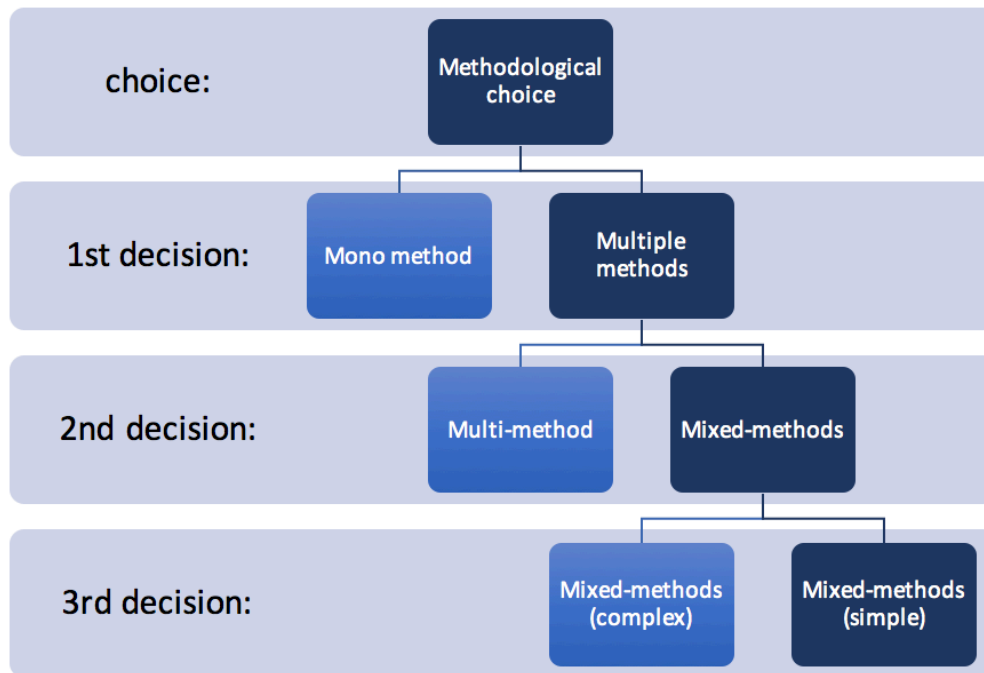 choice:
Methodological
choice
1st decision:
Mono method
Multiple
methods
2nd decision:
Multi-method
Mixed-methods
3rd decision:
Mixed-methods
(complex)
Mixed-methods
(simple)